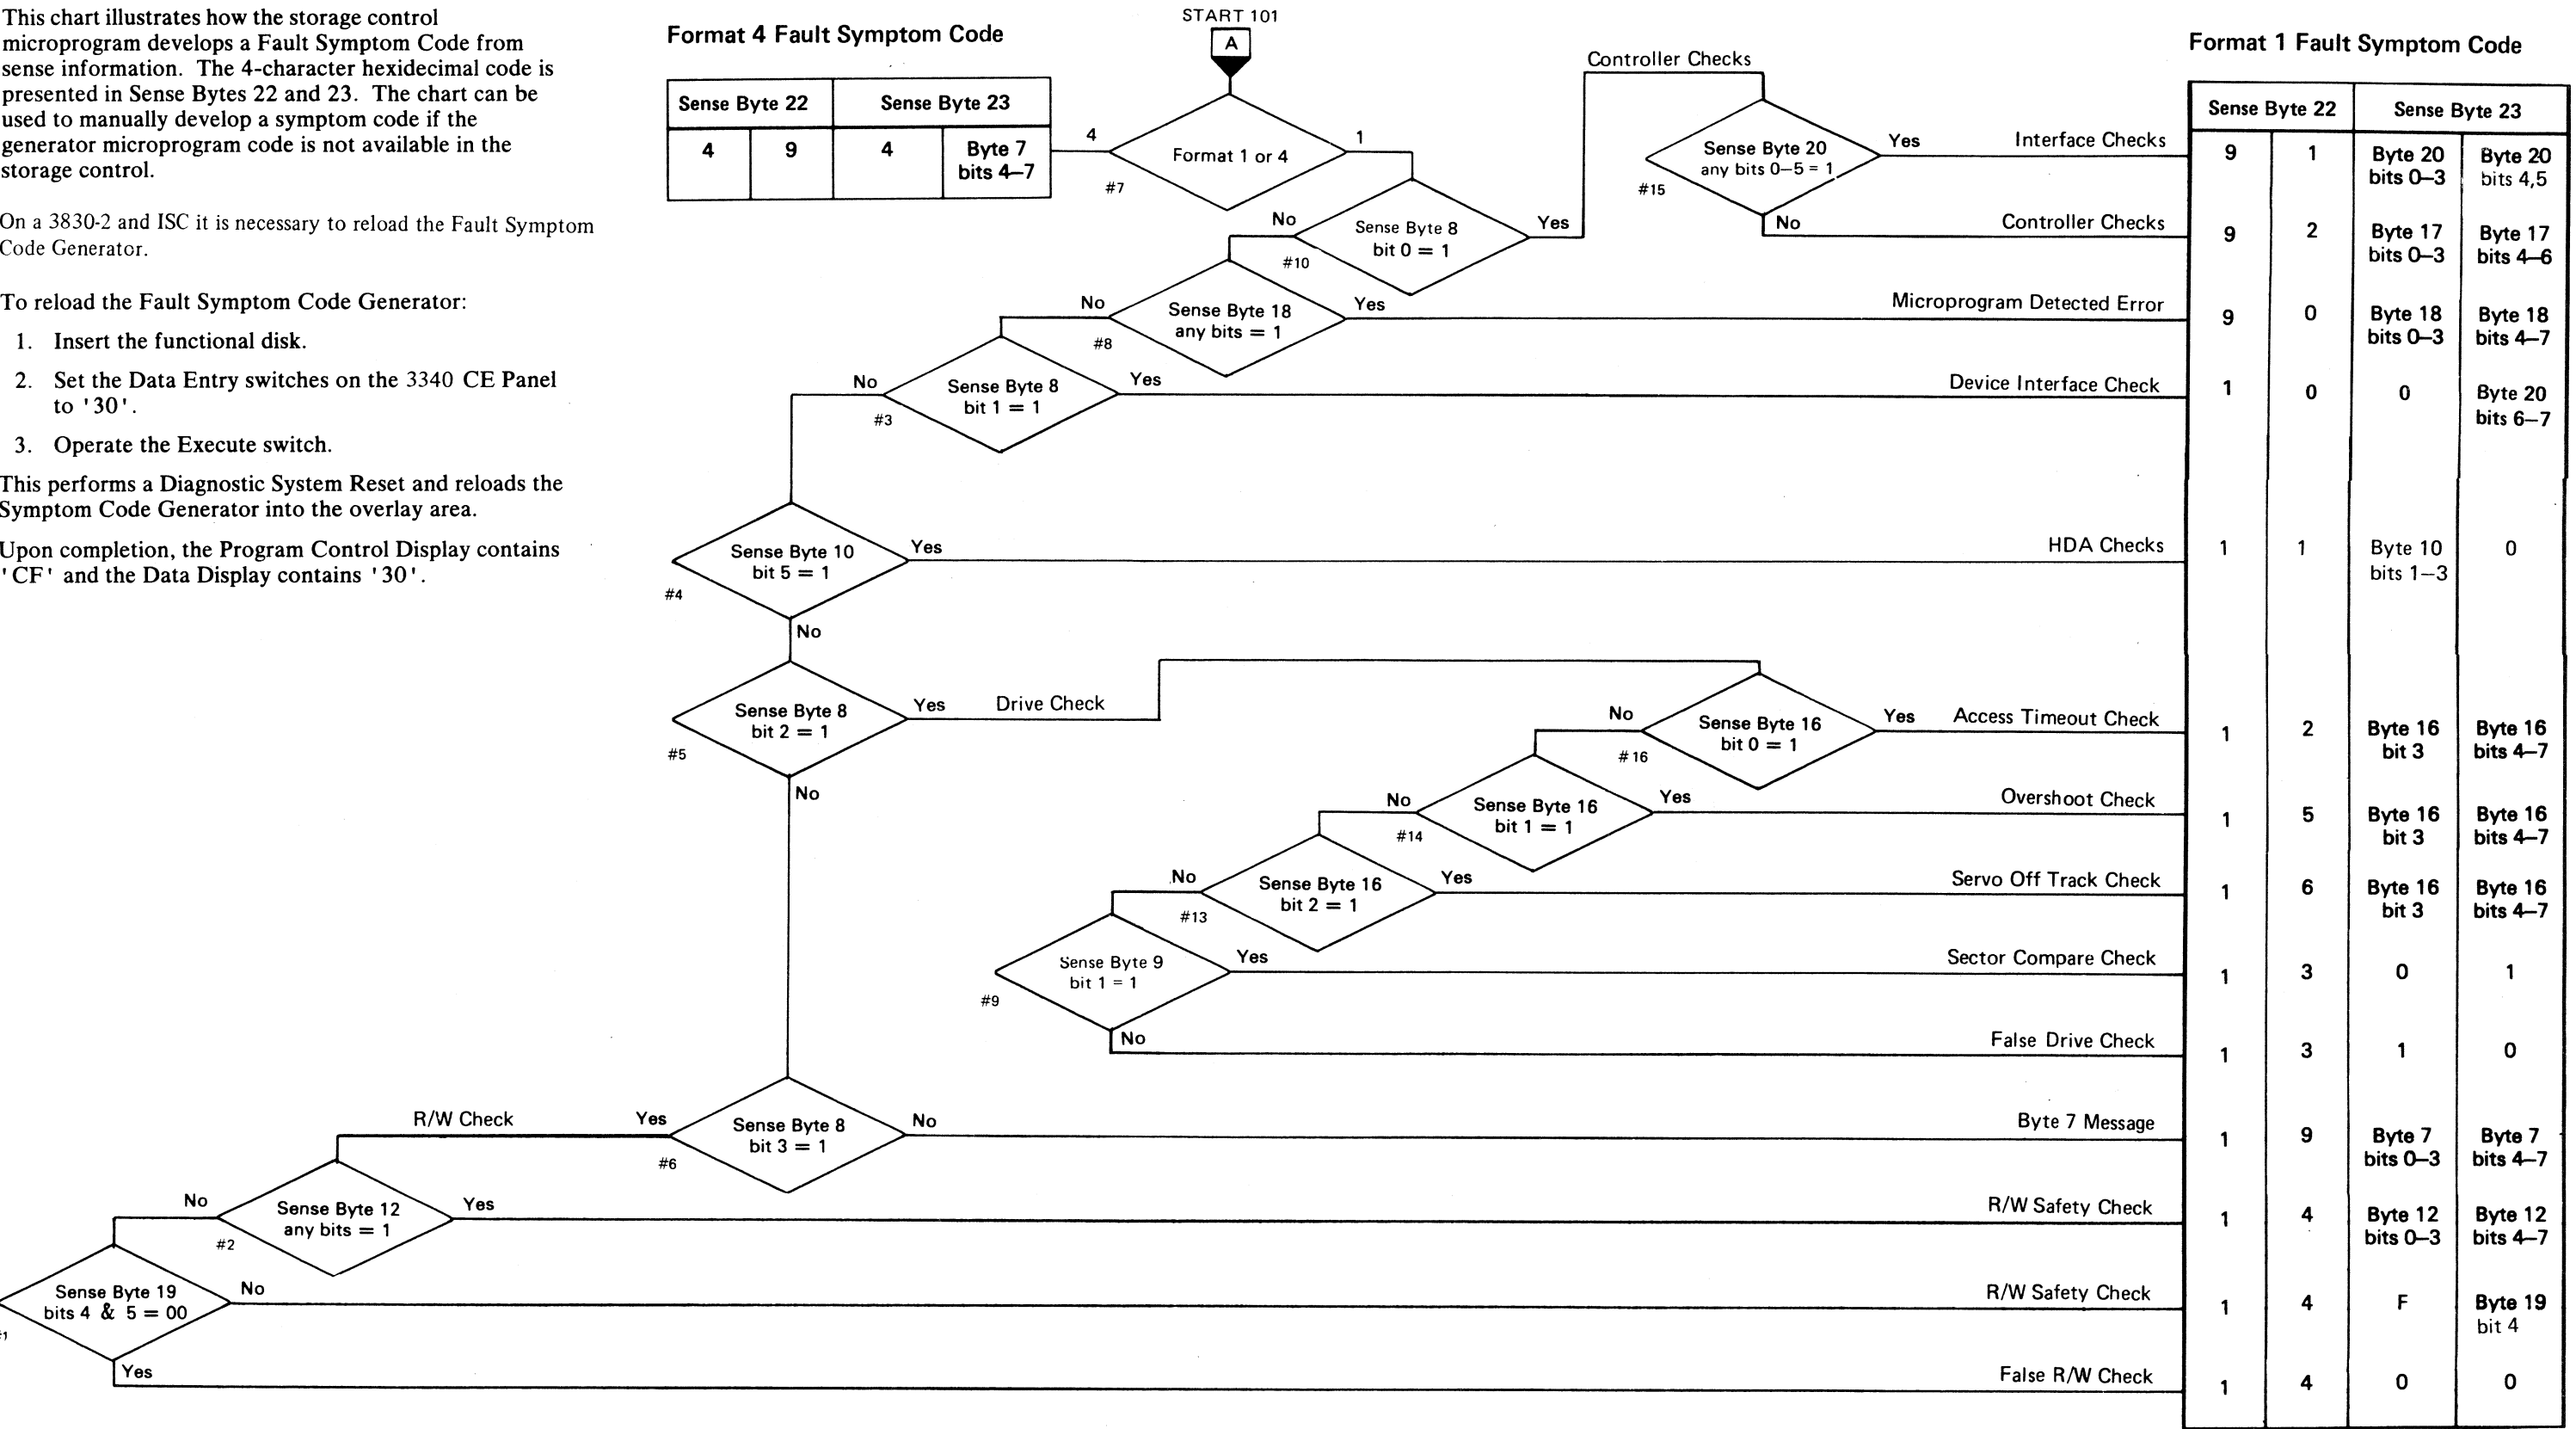 This chart illustrates how the storage control
microprogram develops a Fault Symptom Code from
sense information. The 4-character hexidecimal code is
presented in Sense Bytes 22 and 23. The chart can be
used to manually develop a symptom code if the
generator microprogram code is not available in the
storage control.
On a 3830-2 and ISC it is necessary to reload the Fault Symptom
Code Generator.
To reload the Fault Symptom Code Generator:
1. Insert the functional disk.
2. Set the Data Entry switches on the 3340 CE Panel
to '30'.
3. Operate the Execute switch.
This performs a Diagnostic System Reset and reloads the
Symptom Code Generator into the overlay area.
Upon completion, the Program Control Display contains
'CF' and the Data Display contains '30'.
Format 4 Fault Symptom Code
Sense Byte 22 Sense Byte 23
4 9 4 Byte 7
bits 4–7
START 101
A
4
Format 1 or 4
1
#7
Controller Checks
No
Sense Byte 8
bit 0 = 1
Yes
#10
Sense Byte 20
any bits 0–5 = 1
Yes
#15
No
No
Sense Byte 18
any bits = 1
Yes
#8
No
Sense Byte 8
bit 1 = 1
Yes
#3
Sense Byte 10
bit 5 = 1
Yes
#4
No
Sense Byte 8
bit 2 = 1
Yes
Drive Check
#5
No
No
Sense Byte 16
bit 0 = 1
Yes
#16
No
Sense Byte 16
bit 1 = 1
Yes
#14
No
Sense Byte 16
bit 2 = 1
Yes
#13
Sense Byte 9
bit 1 = 1
Yes
#9
No
R/W Check
Yes
Sense Byte 8
bit 3 = 1
No
#6
No
Sense Byte 12
any bits = 1
Yes
#2
Sense Byte 19
bits 4 & 5 = 00
No
Yes
Format 1 Fault Symptom Code
Sense Byte 22 Sense Byte 23
Interface Checks 9 1 Byte 20 Byte 20
bits 0–3 bits 4,5
Controller Checks 9 2 Byte 17 Byte 17
bits 0–3 bits 4–6
Microprogram Detected Error 9 0 Byte 18 Byte 18
bits 0–3 bits 4–7
Device Interface Check 1 0 0 Byte 20
bits 6–7
HDA Checks 1 1 Byte 10 0
bits 1–3
Access Timeout Check 1 2 Byte 16 Byte 16
bit 3 bits 4–7
Overshoot Check 1 5 Byte 16 Byte 16
bit 3 bits 4–7
Servo Off Track Check 1 6 Byte 16 Byte 16
bit 3 bits 4–7
Sector Compare Check 1 3 0 1
False Drive Check 1 3 1 0
Byte 7 Message 1 9 Byte 7 Byte 7
bits 0–3 bits 4–7
R/W Safety Check 1 4 Byte 12 Byte 12
bits 0–3 bits 4–7
R/W Safety Check 1 4 F Byte 19
bit 4
False R/W Check 1 4 0 0